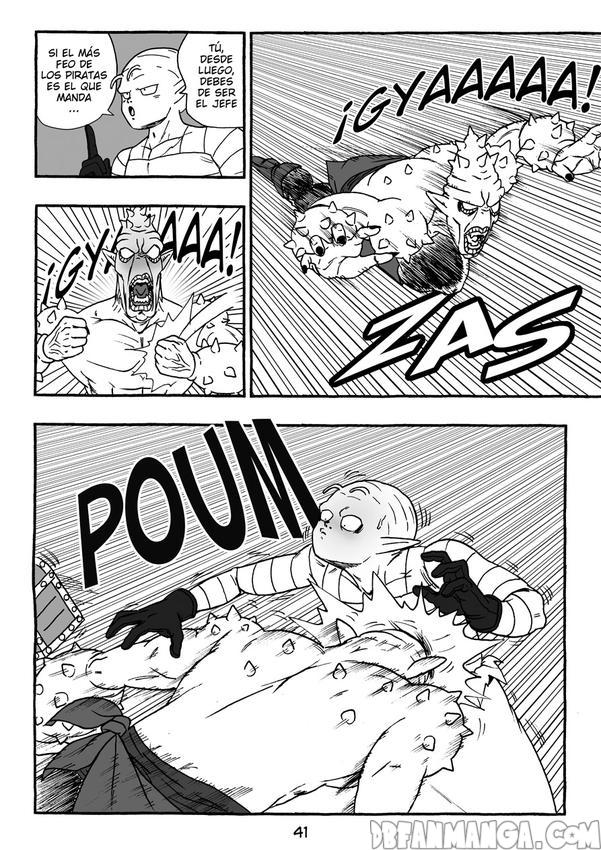 SI EL MÁS
FEO DE
LOS PIRATAS
ES EL QUE
MANDA
...
TÚ,
DESDE
LUEGO,
DEBES
DE SER
EL JEFE
¡GYAAAAA!
ZAS
¡GYAAAAA!
POUM
41
DBFANMANGA.COM